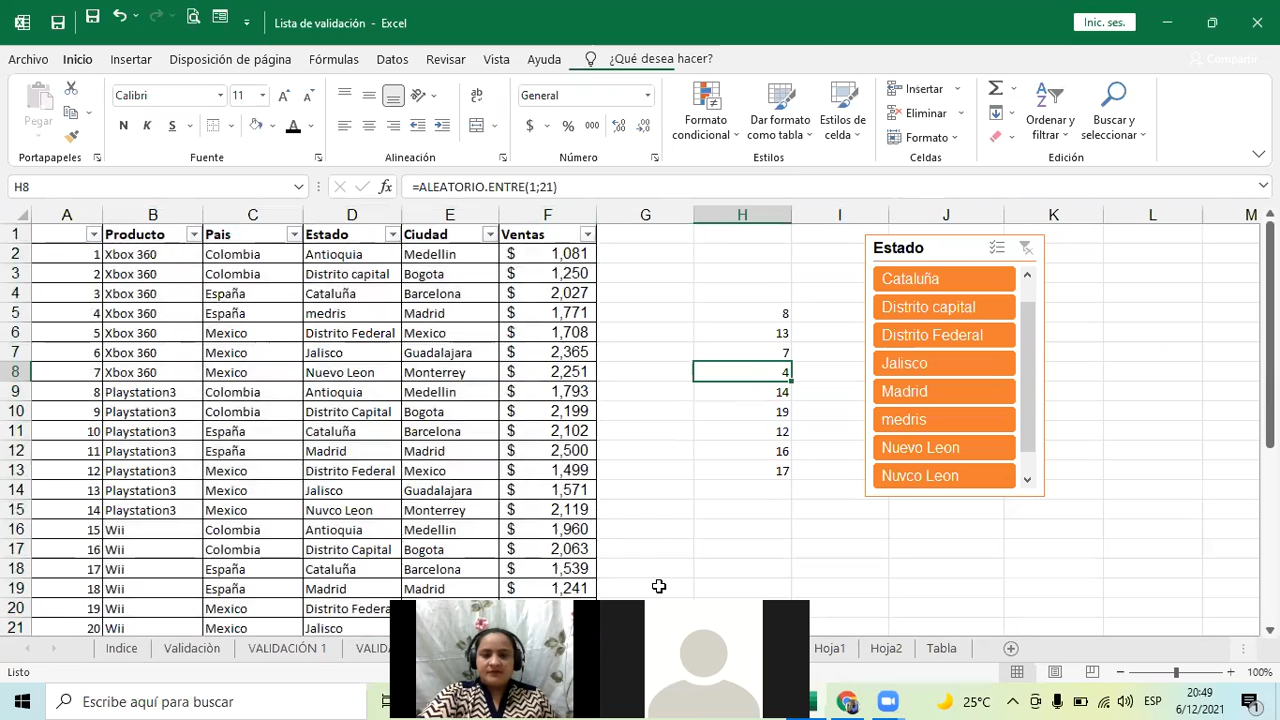 Lista de validación - Excel
Inic. ses.
Archivo Inicio Insertar Disposición de página Fórmulas Datos Revisar Vista Ayuda ¿Qué desea hacer?
Compartir
Pegar
Calibri 11
N K S
General
$ % 000
Formato condicional
Dar formato como tabla
Estilos de celda
Insertar
Eliminar
Formato
Ordenar y filtrar
Buscar y seleccionar
Portapapeles Fuente Alineación Número Estilos Celdas Edición
H8 fx =ALEATORIO.ENTRE(1;21)
A B C D E F G H I J K L M
1 Producto Pais Estado Ciudad Ventas
2 1 Xbox 360 Colombia Antioquia Medellin $ 1,081
3 2 Xbox 360 Colombia Distrito capital Bogota $ 1,250
4 3 Xbox 360 España Cataluña Barcelona $ 2,027
5 4 Xbox 360 España medris Madrid $ 1,771 8
6 5 Xbox 360 Mexico Distrito Federal Mexico $ 1,708 13
7 6 Xbox 360 Mexico Jalisco Guadalajara $ 2,365 7
8 7 Xbox 360 Mexico Nuevo Leon Monterrey $ 2,251 4
9 8 Playstation3 Colombia Antioquia Medellin $ 1,793 14
10 9 Playstation3 Colombia Distrito Capital Bogota $ 2,199 19
11 10 Playstation3 España Cataluña Barcelona $ 2,102 12
12 11 Playstation3 España Madrid Madrid $ 2,500 16
13 12 Playstation3 Mexico Distrito Federal Mexico $ 1,499 17
14 13 Playstation3 Mexico Jalisco Guadalajara $ 1,571
15 14 Playstation3 Mexico Nuvco Leon Monterrey $ 2,119
16 15 Wii Colombia Antioquia Medellin $ 1,960
17 16 Wii Colombia Distrito Capital Bogota $ 2,063
18 17 Wii España Cataluña Barcelona $ 1,539
19 18 Wii España Madrid Madrid $ 1,241
20 19 Wii Mexico Distrito Fede
21 20 Wii Mexico Jalisco
Estado
Cataluña
Distrito capital
Distrito Federal
Jalisco
Madrid
medris
Nuevo Leon
Nuvco Leon
Indice Validación VALIDACIÓN 1 VALID Hoja1 Hoja2 Tabla
Listo
100%
Escribe aquí para buscar
25°C
ESP
20:49
6/12/2021
1